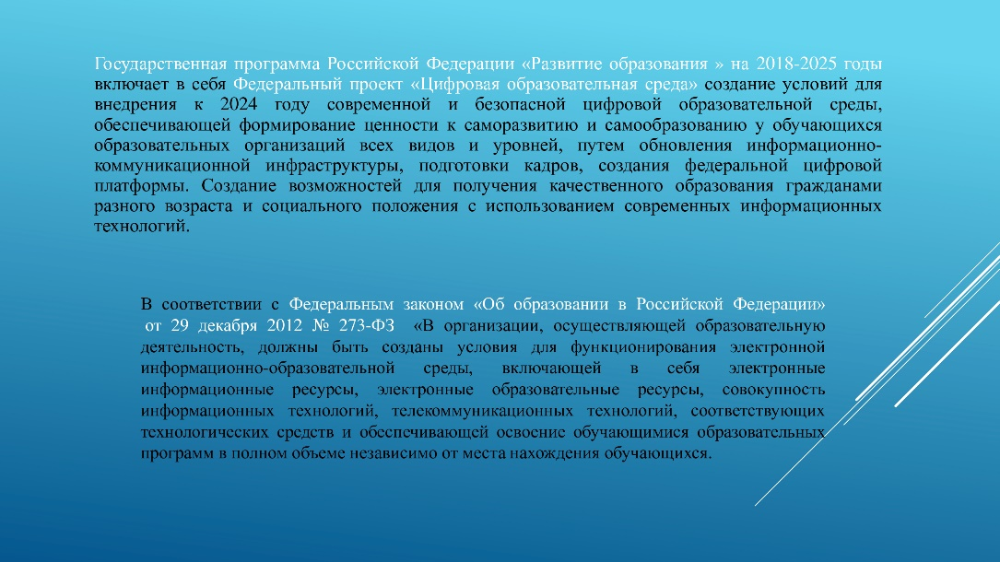 Государственная программа Российской Федерации «Развитие образования » на 2018-2025 годы
включает в себя Федеральный проект «Цифровая образовательная среда» создание условий для
внедрения к 2024 году современной и безопасной цифровой образовательной среды,
обеспечивающей формирование ценности к саморазвитию и самообразованию у обучающихся
образовательных организаций всех видов и уровней, путем обновления информационно-
коммуникационной инфраструктуры, подготовки кадров, создания федеральной цифровой
платформы. Создание возможностей для получения качественного образования гражданами
разного возраста и социального положения с использованием современных информационных
технологий.
В соответствии с Федеральным законом «Об образовании в Российской Федерации»
от 29 декабря 2012 № 273-ФЗ «В организации, осуществляющей образовательную
деятельность, должны быть созданы условия для функционирования электронной
информационно-образовательной среды, включающей в себя электронные
информационные ресурсы, электронные образовательные ресурсы, совокупность
информационных технологий, телекоммуникационных технологий, соответствующих
технологических средств и обеспечивающей освоение обучающимися образовательных
программ в полном объеме независимо от места нахождения обучающихся.